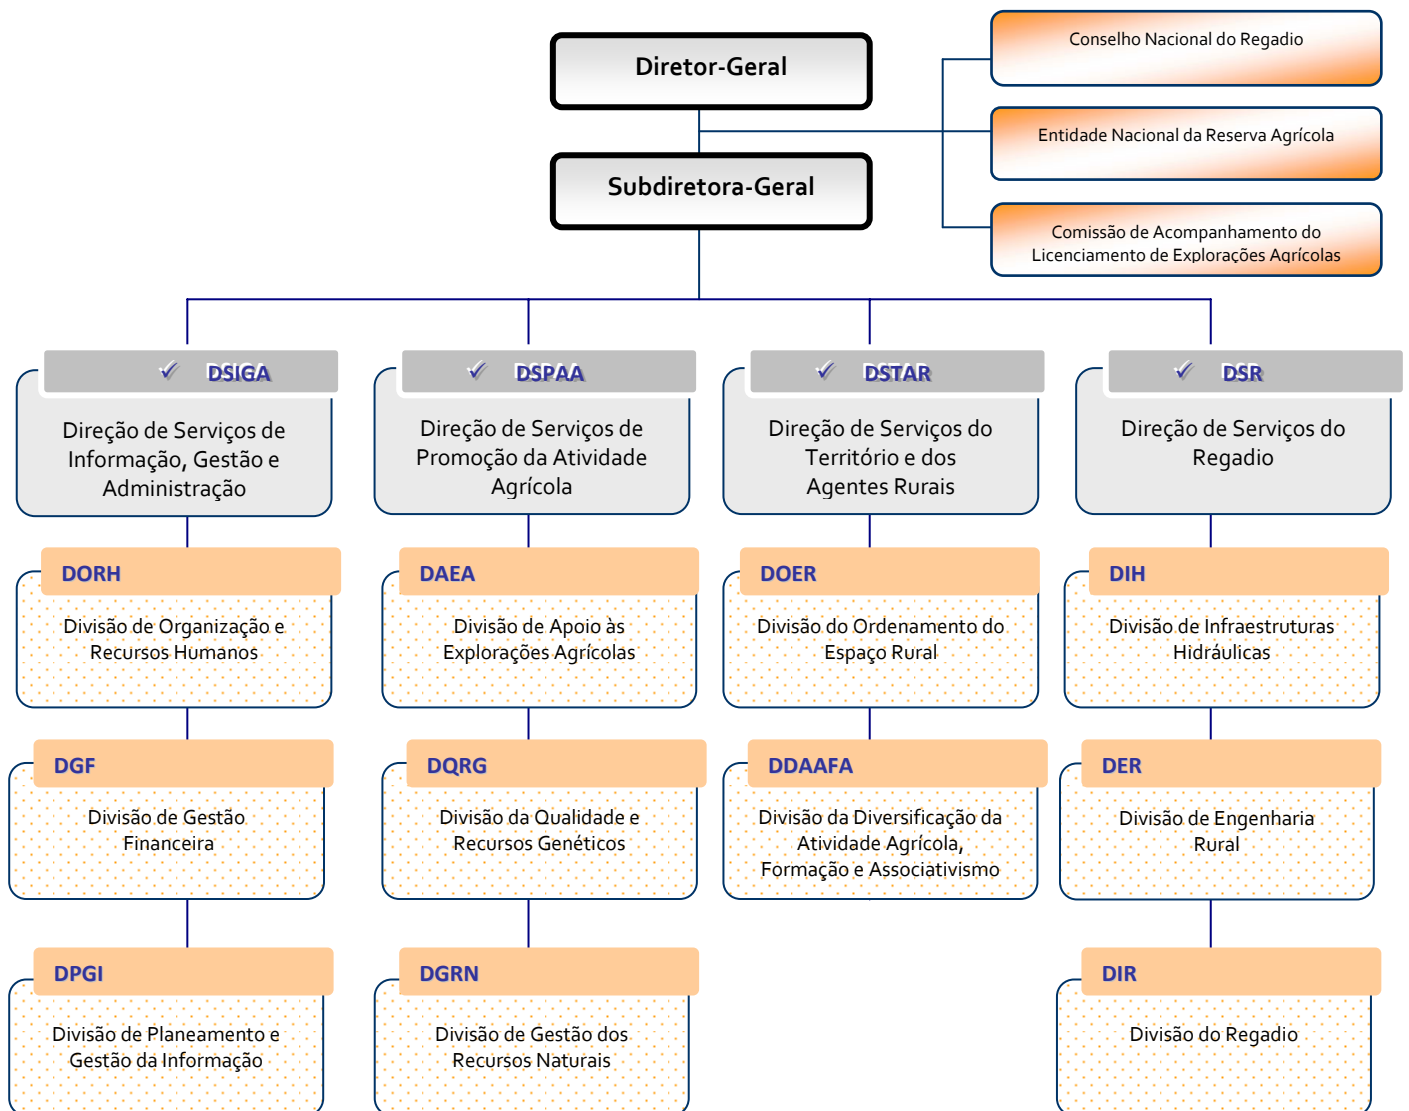 Diretor-Geral
Subdiretora-Geral
Conselho Nacional do Regadio
Entidade Nacional da Reserva Agrícola
Comissão de Acompanhamento do
Licenciamento de Explorações Agrícolas
DSIGA
Direção de Serviços de
Informação, Gestão e
Administração
DORH
Divisão de Organização e
Recursos Humanos
DGF
Divisão de Gestão
Financeira
DPGI
Divisão de Planeamento e
Gestão da Informação
DSPAA
Direção de Serviços de
Promoção da Atividade
Agrícola
DAEA
Divisão de Apoio às
Explorações Agrícolas
DQRG
Divisão da Qualidade e
Recursos Genéticos
DGRN
Divisão de Gestão dos
Recursos Naturais
DSTAR
Direção de Serviços do
Território e dos
Agentes Rurais
DOER
Divisão do Ordenamento do
Espaço Rural
DDAAFA
Divisão da Diversificação da
Atividade Agrícola,
Formação e Associativismo
DSR
Direção de Serviços do
Regadio
DIH
Divisão de Infraestruturas
Hidráulicas
DER
Divisão de Engenharia
Rural
DIR
Divisão do Regadio